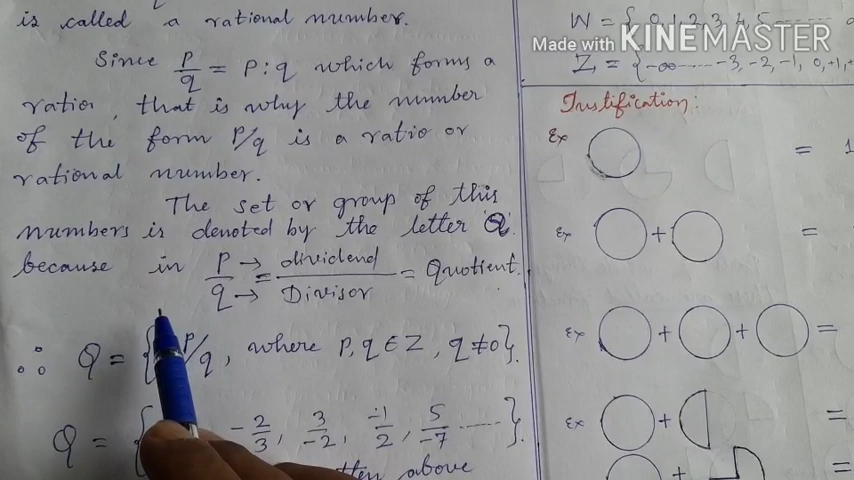 is called a rational number.
Since P/q = P:q which forms a
ratio, that is why the number
of the form P/q is a ratio or
rational number.
The set or group of this
numbers is denoted by the letter 'Q'.
because in P/q → dividend / → Divisor = Quotient.
∴ Q = { P/q, where P, q ∈ Z, q ≠ 0}.
Q = { -2/3, 3/-2, -1/2, 5/-7 ......}.
above
W = { 0, 1, 2, 3, 4, 5 ......
Made with KINEMASTER
Z = { -∞ ...... -3, -2, -1, 0, +1, +
Justification:
Ex = 1
Ex + =
Ex + + =
Ex + =
+